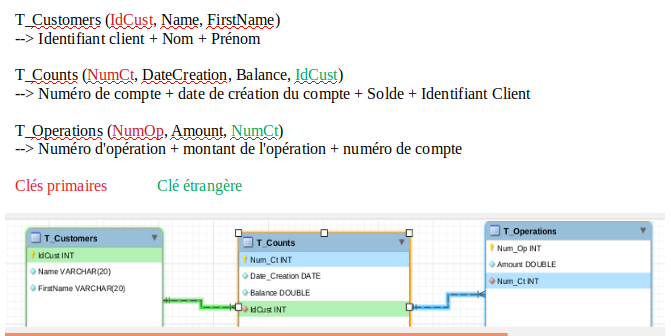 T_Customers (IdCust, Name, FirstName)
--> Identifiant client + Nom + Prénom
T_Counts (NumCt, DateCreation, Balance, IdCust)
--> Numéro de compte + date de création du compte + Solde + Identifiant Client
T_Operations (NumOp, Amount, NumCt)
--> Numéro d'opération + montant de l'opération + numéro de compte
Clés primaires Clé étrangère
T_Customers
IdCust INT
Name VARCHAR(20)
FirstName VARCHAR(20)
T_Counts
Num_Ct INT
Date_Creation DATE
Balance DOUBLE
IdCust INT
T_Operations
Num_Op INT
Amount DOUBLE
Num_Ct INT